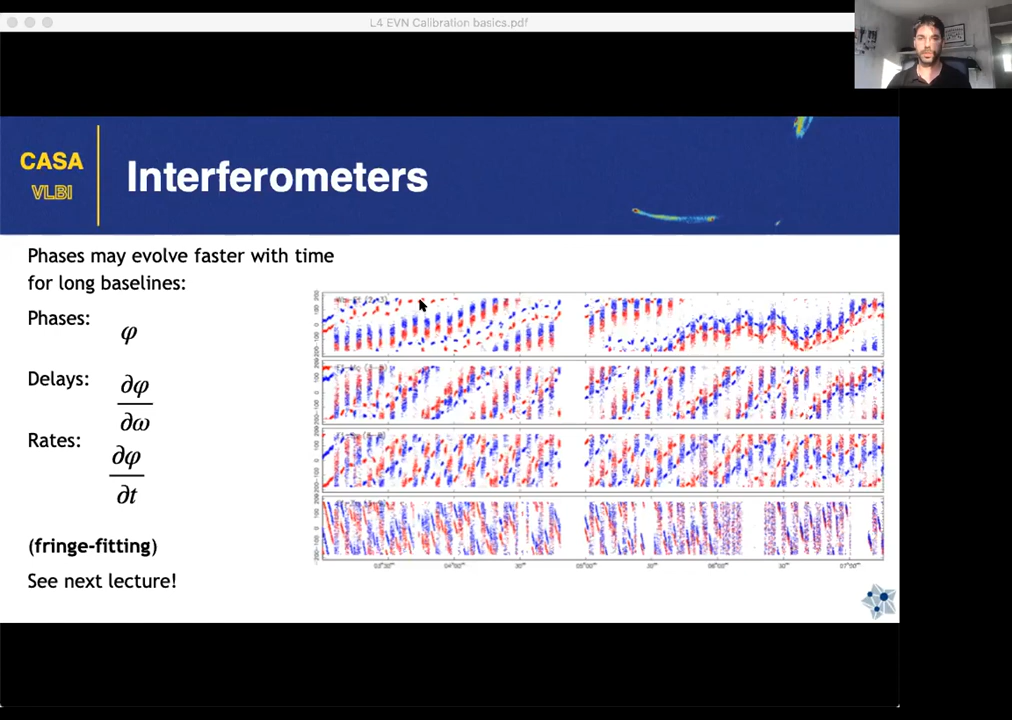 L4 EVN Calibration basics.pdf
CASA
VLBI
Interferometers
Phases may evolve faster with time
for long baselines:
Phases:
φ
Delays:
∂φ
∂ω
Rates:
∂φ
∂t
(fringe-fitting)
See next lecture!